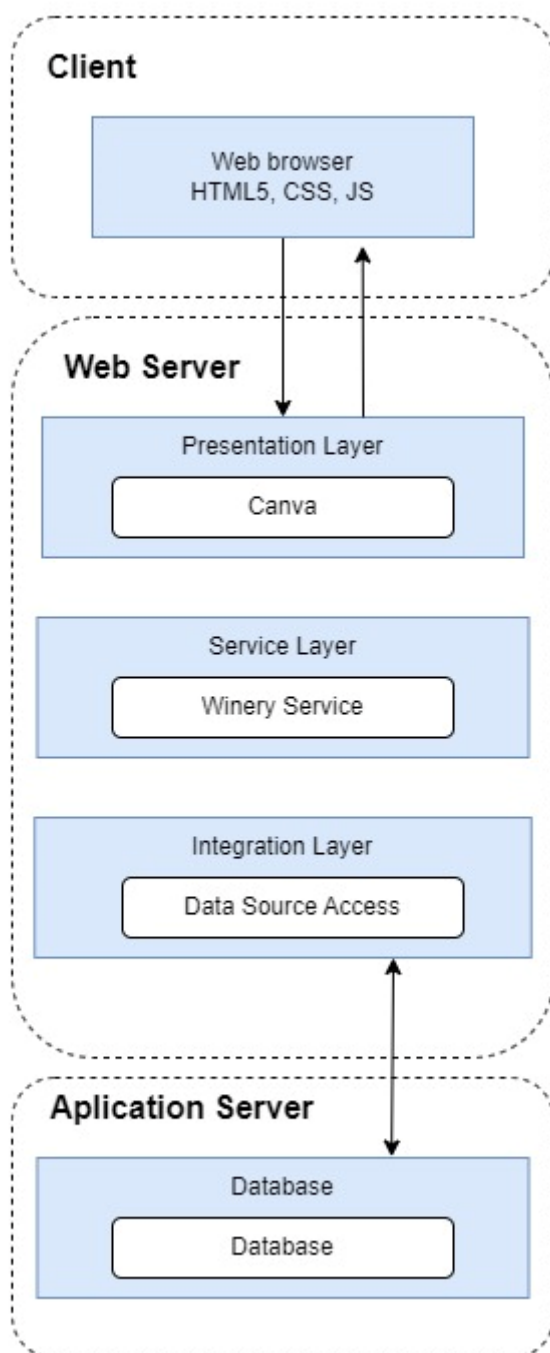 Client
Web browser
HTML5, CSS, JS
Web Server
Presentation Layer
Canva
Service Layer
Winery Service
Integration Layer
Data Source Access
Aplication Server
Database
Database